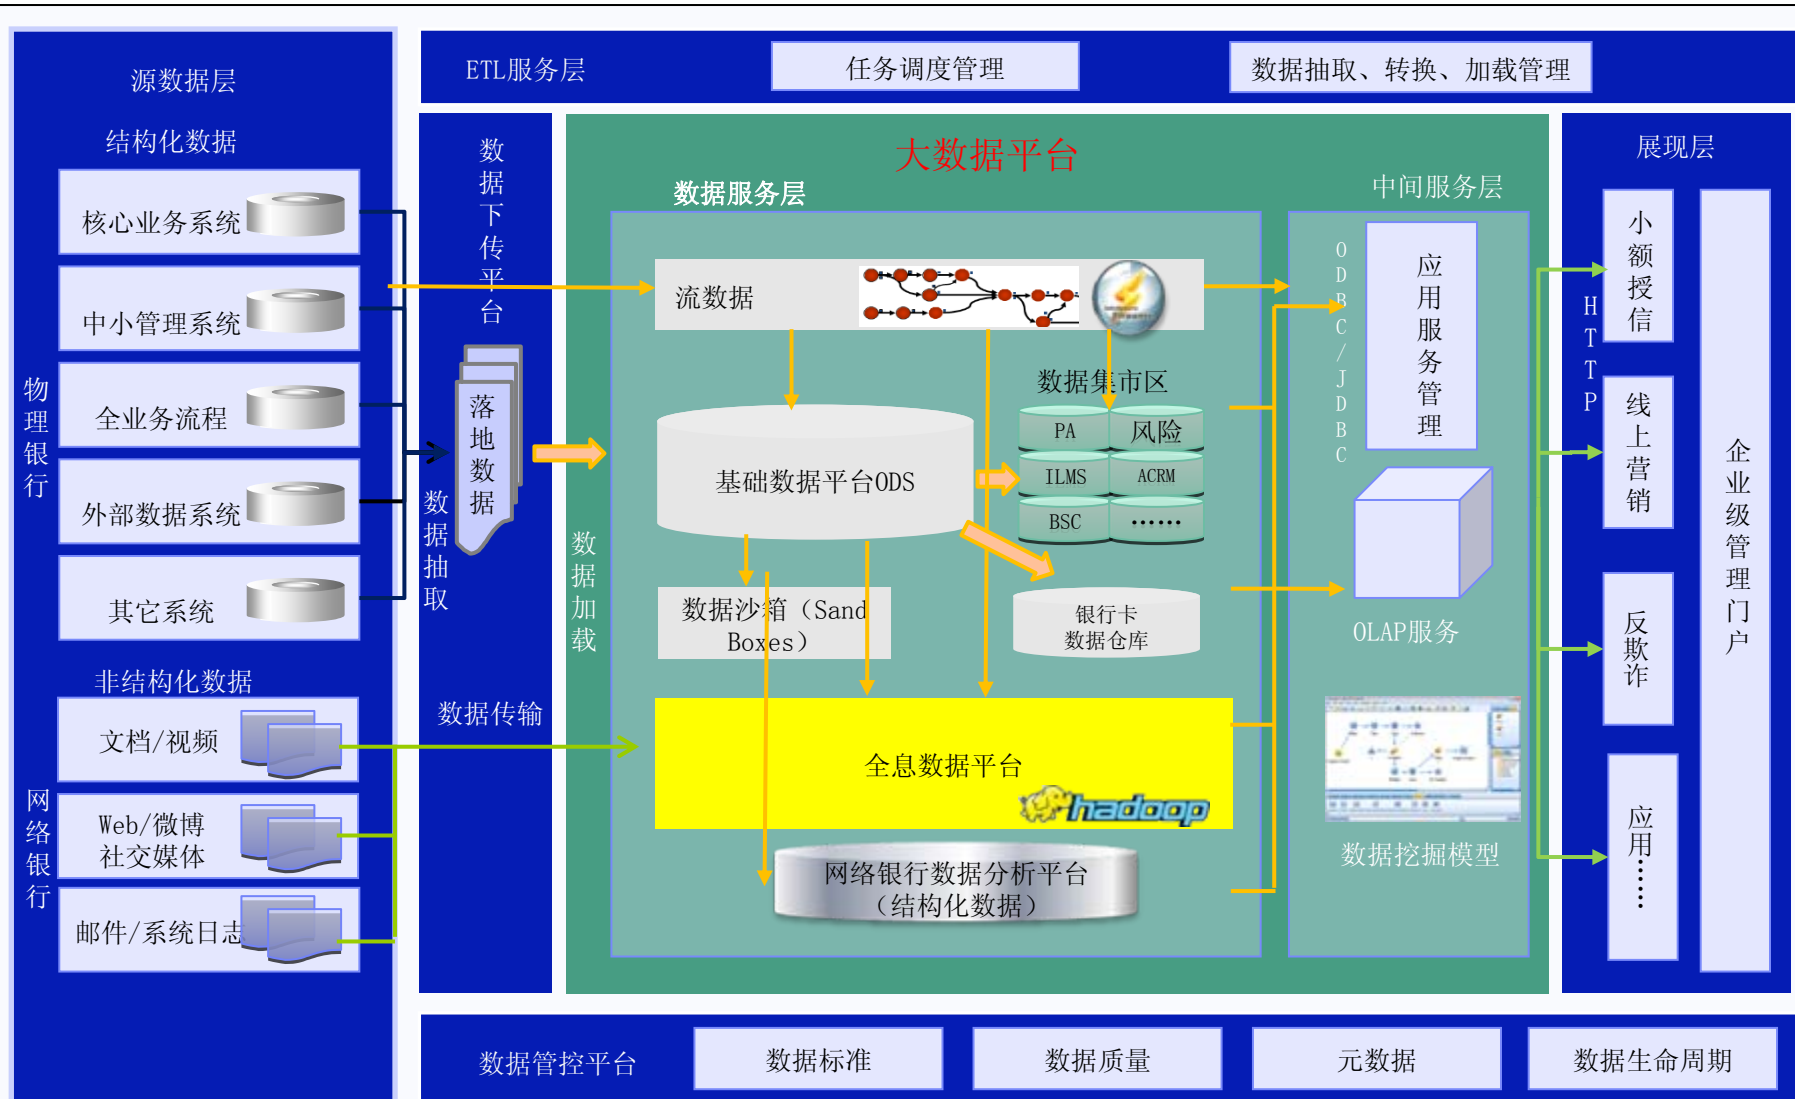 源数据层
结构化数据
核心业务系统
中小管理系统
全业务流程
外部数据系统
其它系统
物理银行
非结构化数据
文档/视频
Web/微博
社交媒体
邮件/系统日志
网络银行
ETL服务层
任务调度管理
数据抽取、转换、加载管理
数据下传平台
落地数据
数据抽取
数据传输
大数据平台
数据服务层
流数据
数据集市区
PA
风险
ILMS
ACRM
BSC
······
基础数据平台ODS
数据加载
数据沙箱（Sand
Boxes）
银行卡
数据仓库
全息数据平台
hadoop
网络银行数据分析平台
（结构化数据）
中间服务层
ODBC/JDBC
应用服务管理
OLAP服务
数据挖掘模型
展现层
HTTP
小额授信
线上营销
反欺诈
应用······
企业级管理门户
数据管控平台
数据标准
数据质量
元数据
数据生命周期